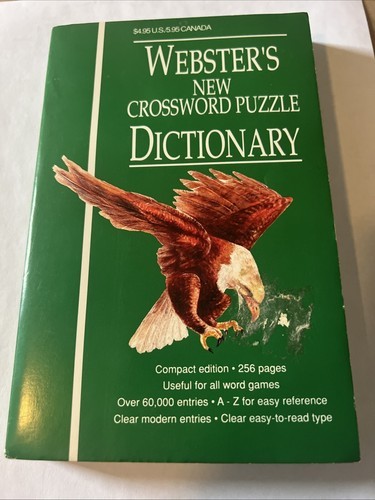 $4.95 U.S./5.95 CANADA
WEBSTER'S
NEW
CROSSWORD PUZZLE
DICTIONARY
Compact edition • 256 pages
Useful for all word games
Over 60,000 entries • A - Z for easy reference
Clear modern entries • Clear easy-to-read type